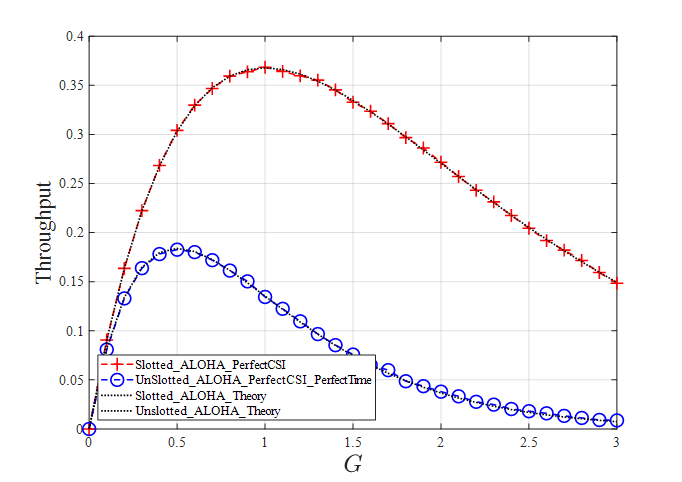 0.4
0.35
0.3
0.25
0.2
0.15
0.1
0.05
0
Throughput
Slotted_ALOHA_PerfectCSI
UnSlotted_ALOHA_PerfectCSI_PerfectTime
Slotted_ALOHA_Theory
Unslotted_ALOHA_Theory
0 0.5 1 1.5 2 2.5 3
G